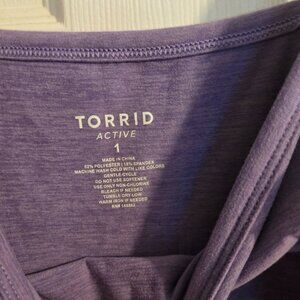 TORRID
ACTIVE
1
MADE IN CHINA
82% POLYESTER | 18% SPANDEX
MACHINE WASH COLD WITH LIKE COLORS
GENTLE CYCLE
DO NOT USE SOFTENER
USE ONLY NON-CHLORINE
BLEACH IF NEEDED
TUMBLE DRY LOW
WARM IRON IF NEEDED
RN#